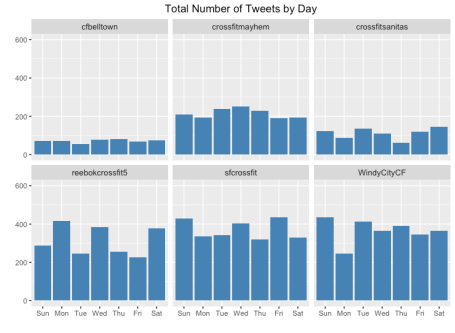 Total Number of Tweets by Day
cfbelltown crossfitmayhem crossfitsanitas
600
400
200
0
reebokcrossfit5 sfcrossfit WindyCityCF
600
400
200
0
Sun Mon Tue Wed Thu Fri Sat Sun Mon Tue Wed Thu Fri Sat Sun Mon Tue Wed Thu Fri Sat